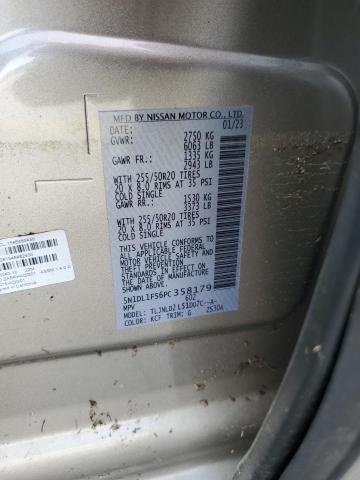 MFD. BY NISSAN MOTOR CO., LTD.
DATE: 01/23
GVWR: 2750 KG
6063 LB
GAWR FR.: 1335 KG
2943 LB
WITH 255/50R20 TIRES
20 X 8.0 RIMS AT 35 PSI
COLD SINGLE
GAWR RR.: 1530 KG
3373 LB
WITH 255/50R20 TIRES
20 X 8.0 RIMS AT 35 PSI
COLD SINGLE
THIS VEHICLE CONFORMS TO ALL
APPLICABLE FEDERAL MOTOR
VEHICLE SAFETY AND THEFT
PREVENTION STANDARDS IN
EFFECT ON THE DATE OF
MANUFACTURE SHOWN ABOVE.
5N1DL1FS6PC358179
MPV 602
MODEL: TLJNLDZ
COLOR: KCF TRIM: G 2S30A